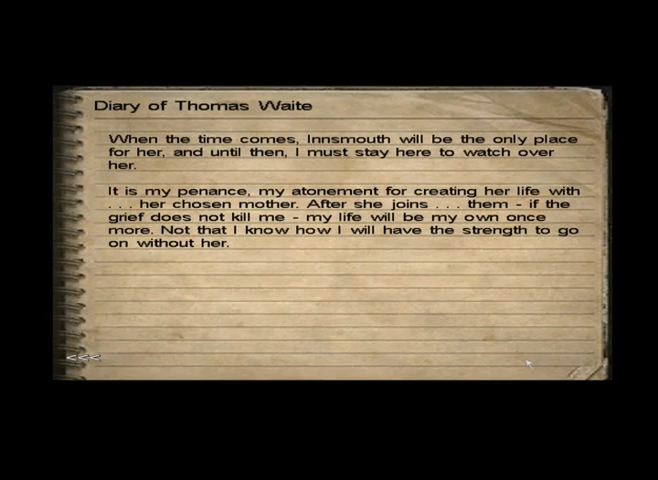 Diary of Thomas Waite
When the time comes, Innsmouth will be the only place
for her, and until then, I must stay here to watch over
her.
It is my penance, my atonement for creating her life with
. . . her chosen mother. After she joins . . . them - if the
grief does not kill me - my life will be my own once
more. Not that I know how I will have the strength to go
on without her.
<<<